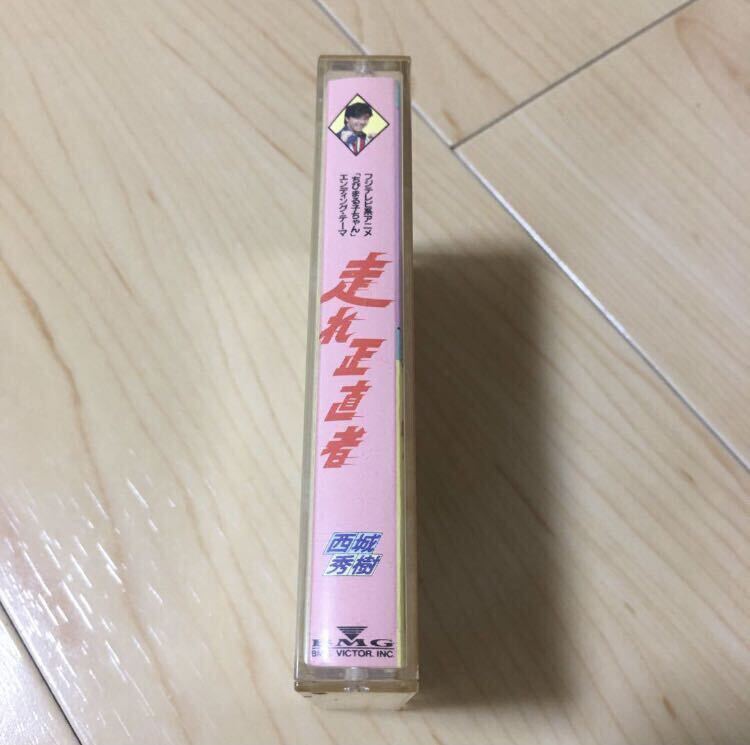 フジテレビ系アニメ
「ちびまる子ちゃん」
エンディング・テーマ
走れ正直者
西城
秀樹
BMG
BMG VICTOR, INC.